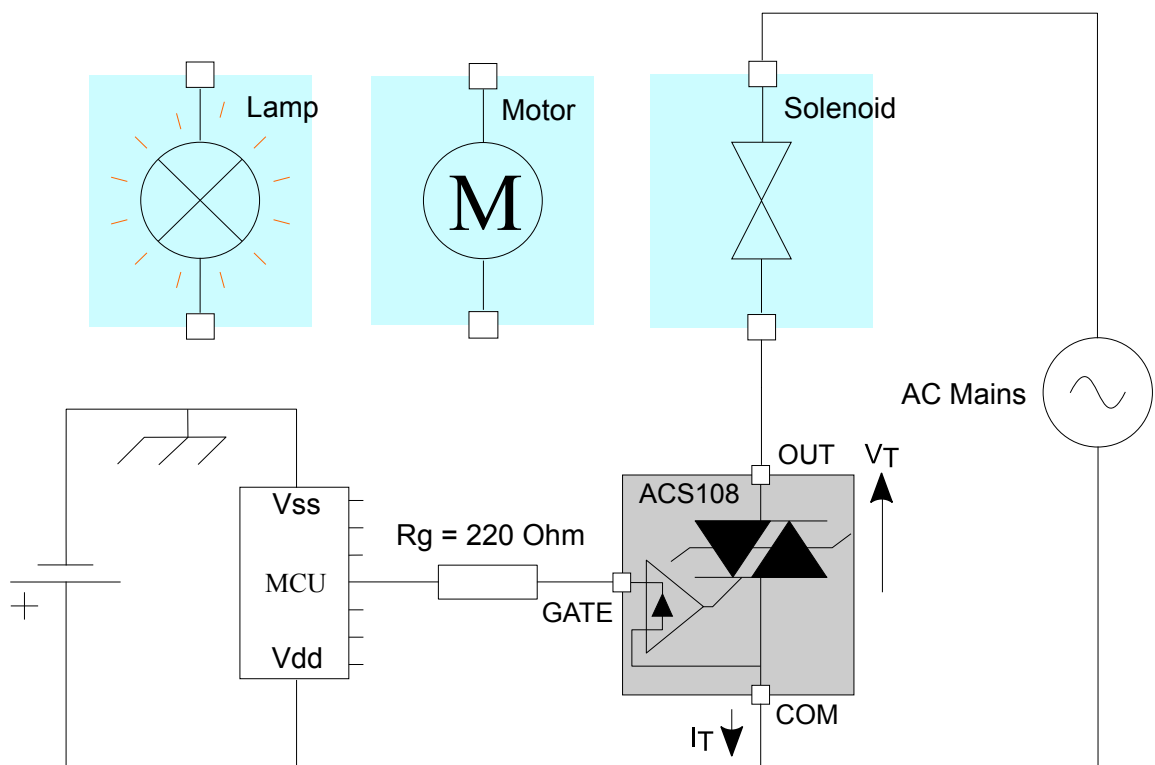 Lamp
Motor
Solenoid
AC Mains
OUT
VT
ACS108
Vss
Rg = 220 Ohm
MCU
GATE
+
Vdd
COM
IT
M